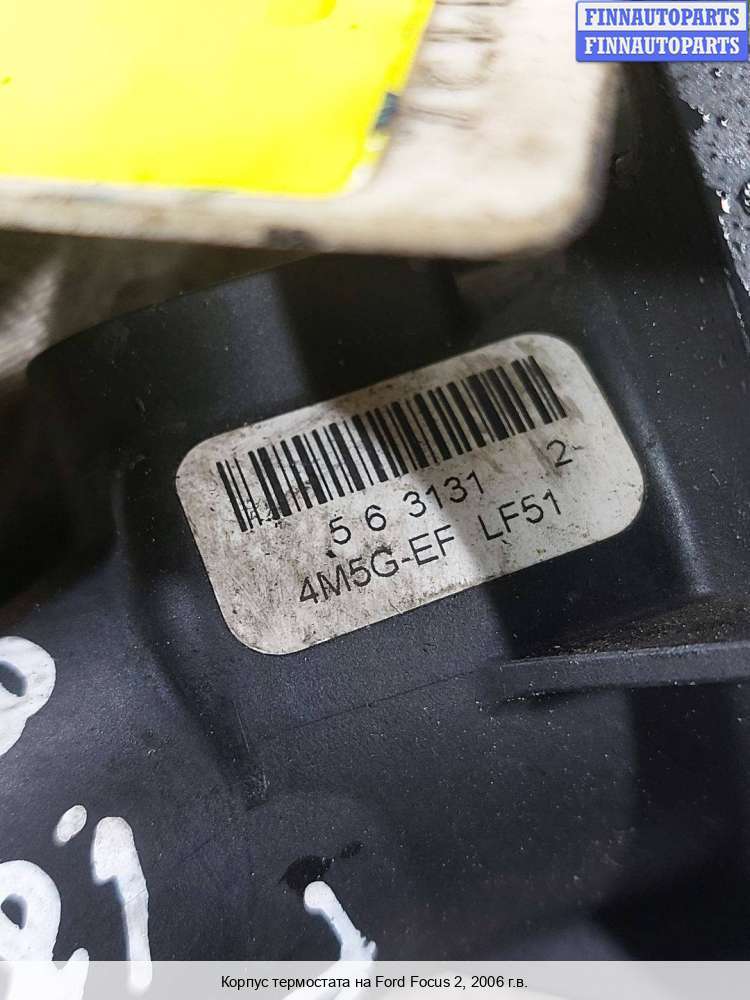 FINNAUTOPARTS
FINNAUTOPARTS
5 6 3131 2
4M5G-EF LF51
Корпус термостата на Ford Focus 2, 2006 г.в.